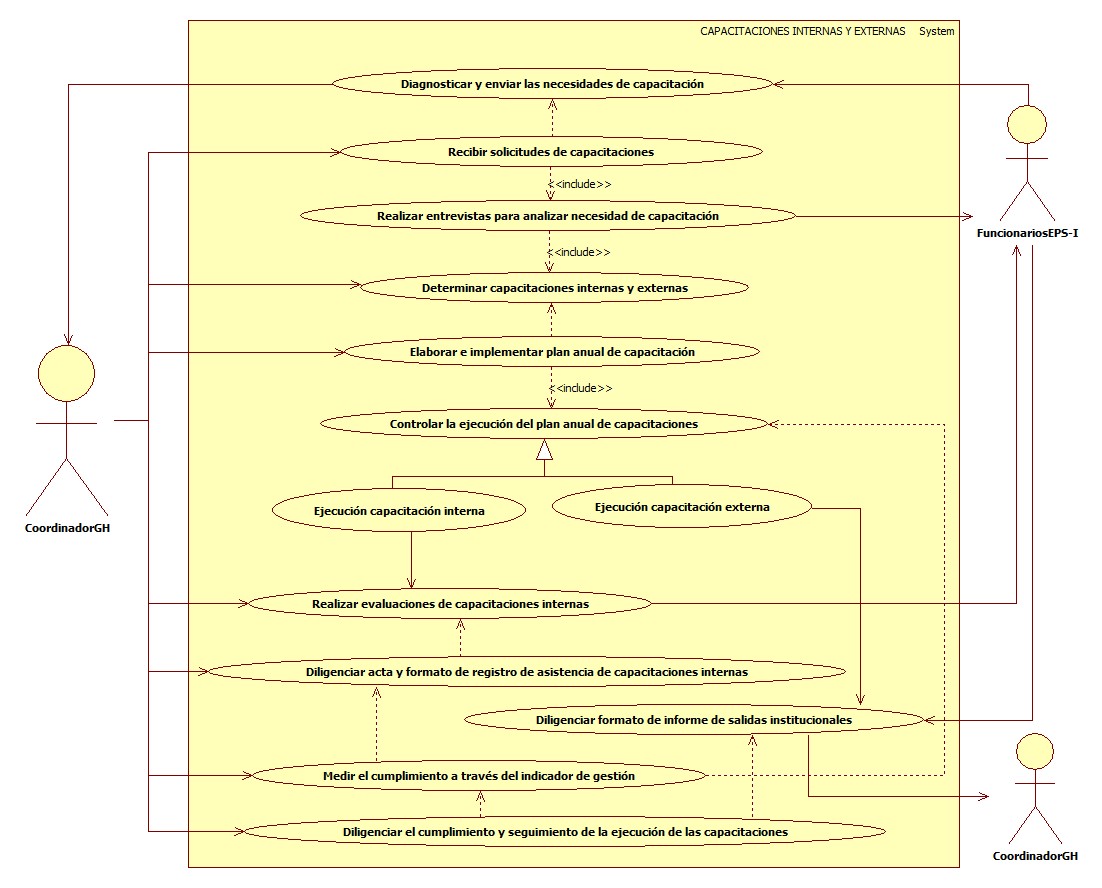 CAPACITACIONES INTERNAS Y EXTERNAS System
Diagnosticar y enviar las necesidades de capacitación
Recibir solicitudes de capacitaciones
<<include>>
Realizar entrevistas para analizar necesidad de capacitación
FuncionariosEPS-I
<<include>>
Determinar capacitaciones internas y externas
Elaborar e implementar plan anual de capacitación
<<include>>
Controlar la ejecución del plan anual de capacitaciones
Ejecución capacitación interna
Ejecución capacitación externa
CoordinadorGH
Realizar evaluaciones de capacitaciones internas
Diligenciar acta y formato de registro de asistencia de capacitaciones internas
Diligenciar formato de informe de salidas institucionales
Medir el cumplimiento a través del indicador de gestión
Diligenciar el cumplimiento y seguimiento de la ejecución de las capacitaciones
CoordinadorGH